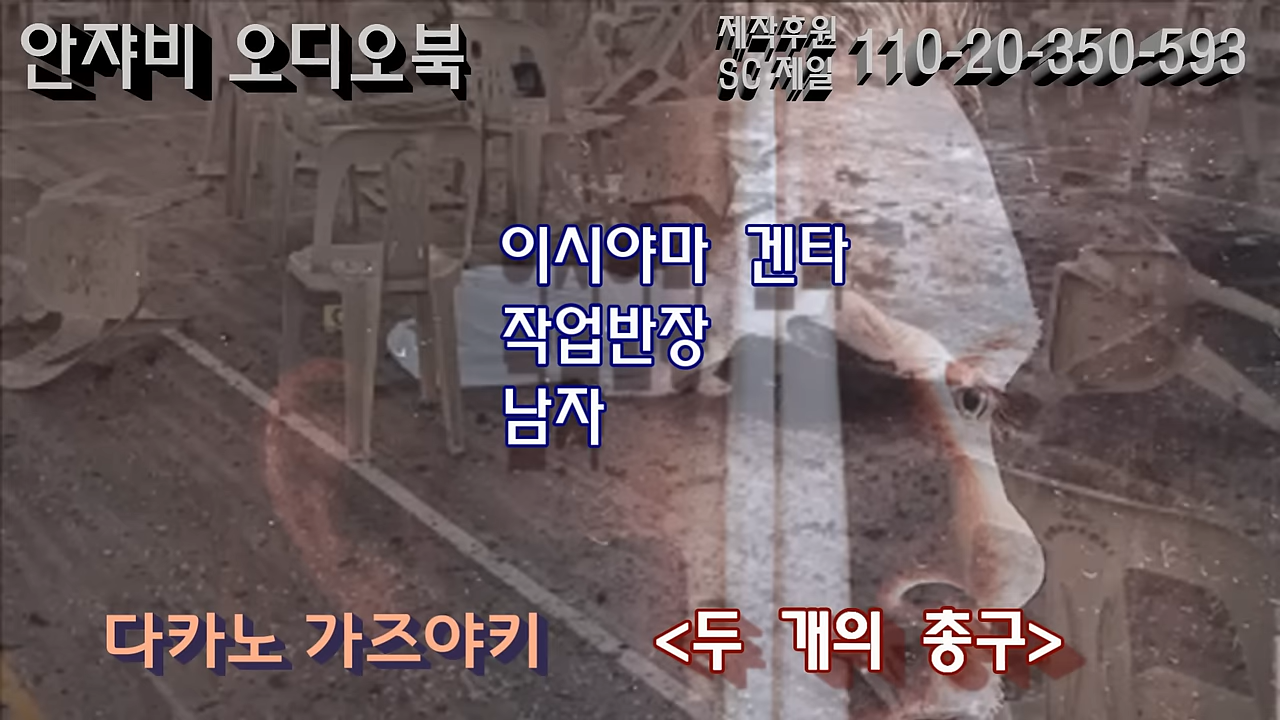 안쟈비 오디오북
제작후원
SC제일 110-20-350-593
이시야마 겐타
작업반장
남자
다카노 가즈야키 <두 개의 총구>